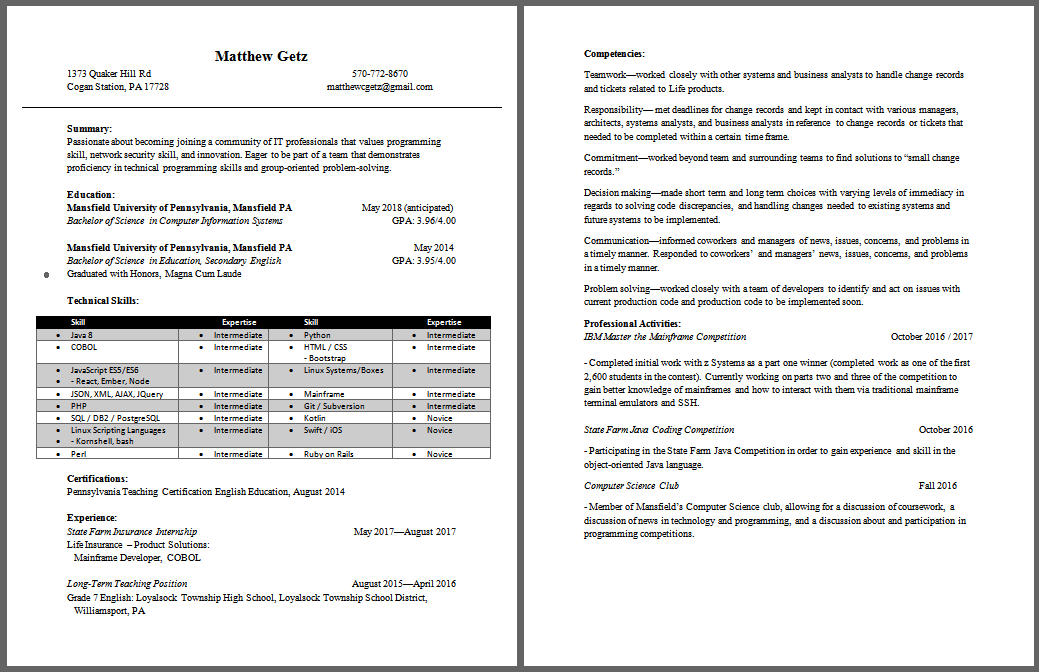 Matthew Getz
1373 Quaker Hill Rd 570-772-8670
Cogan Station, PA 17728 matthewcgetz@gmail.com
Summary:
Passionate about becoming joining a community of IT professionals that values programming
skill, network security skill, and innovation. Eager to be part of a team that demonstrates
proficiency in technical programming skills and group-oriented problem-solving.
Education:
Mansfield University of Pennsylvania, Mansfield PA May 2018 (anticipated)
Bachelor of Science in Computer Information Systems GPA: 3.96/4.00
Mansfield University of Pennsylvania, Mansfield PA May 2014
Bachelor of Science in Education, Secondary English GPA: 3.95/4.00
Graduated with Honors, Magna Cum Laude
Technical Skills:
Skill Expertise Skill Expertise
• Java 8 • Intermediate • Python • Intermediate
• COBOL • Intermediate • HTML / CSS • Intermediate
- Bootstrap
• JavaScript ES5/ES6 • Intermediate • Linux Systems/Boxes • Intermediate
• - React, Ember, Node
• JSON, XML, AJAX, JQuery • Intermediate • Mainframe • Intermediate
• PHP • Intermediate • Git / Subversion • Intermediate
• SQL / DB2 / PostgreSQL • Intermediate • Kotlin • Novice
• Linux Scripting Languages • Intermediate • Swift / iOS • Novice
• - Kornshell, bash
• Perl • Intermediate • Ruby on Rails • Novice
Certifications:
Pennsylvania Teaching Certification English Education, August 2014
Experience:
State Farm Insurance Internship May 2017—August 2017
Life Insurance – Product Solutions:
Mainframe Developer, COBOL
Long-Term Teaching Position August 2015—April 2016
Grade 7 English: Loyalsock Township High School, Loyalsock Township School District,
Williamsport, PA
Competencies:
Teamwork—worked closely with other systems and business analysts to handle change records
and tickets related to Life products.
Responsibility— met deadlines for change records and kept in contact with various managers,
architects, systems analysts, and business analysts in reference to change records or tickets that
needed to be completed within a certain time frame.
Commitment—worked beyond team and surrounding teams to find solutions to “small change
records.”
Decision making—made short term and long term choices with varying levels of immediacy in
regards to solving code discrepancies, and handling changes needed to existing systems and
future systems to be implemented.
Communication—informed coworkers and managers of news, issues, concerns, and problems in
a timely manner. Responded to coworkers’ and managers’ news, issues, concerns, and problems
in a timely manner.
Problem solving—worked closely with a team of developers to identify and act on issues with
current production code and production code to be implemented soon.
Professional Activities:
IBM Master the Mainframe Competition October 2016 / 2017
- Completed initial work with z Systems as a part one winner (completed work as one of the first
2,600 students in the contest). Currently working on parts two and three of the competition to
gain better knowledge of mainframes and how to interact with them via traditional mainframe
terminal emulators and SSH.
State Farm Java Coding Competition October 2016
- Participating in the State Farm Java Competition in order to gain experience and skill in the
object-oriented Java language.
Computer Science Club Fall 2016
- Member of Mansfield’s Computer Science club, allowing for a discussion of coursework, a
discussion of news in technology and programming, and a discussion about and participation in
programming competitions.